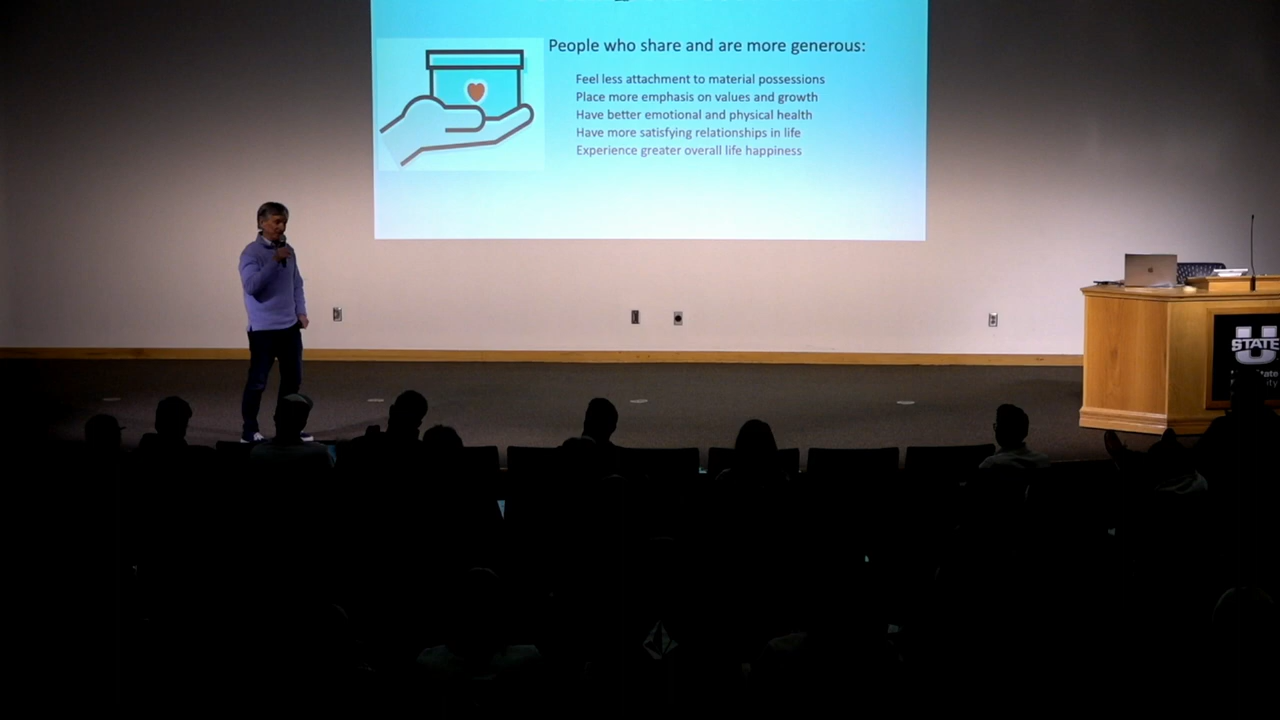 People who share and are more generous:
Feel less attachment to material possessions
Place more emphasis on values and growth
Have better emotional and physical health
Have more satisfying relationships in life
Experience greater overall life happiness
STATE